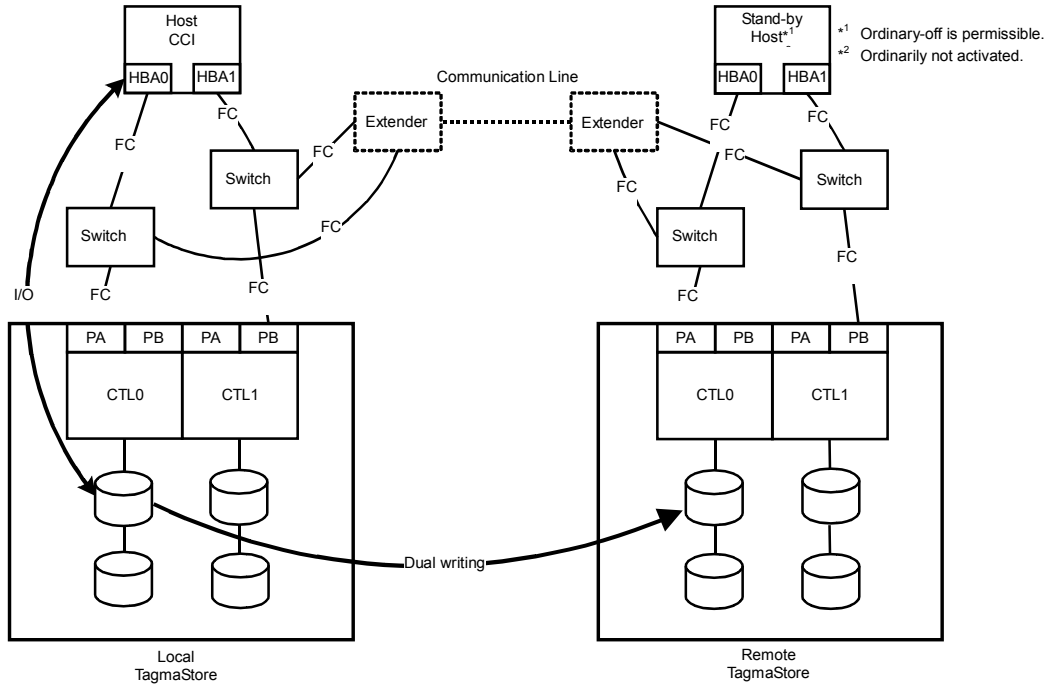 Host
CCI
HBA0
HBA1
Stand-by
Host*1
HBA0
HBA1
*1 Ordinary-off is permissible.
*2 Ordinarily not activated.
Communication Line
Extender
Extender
FC
FC
FC
FC
FC
FC
FC
FC
Switch
Switch
Switch
Switch
FC
FC
FC
FC
FC
I/O
PA
PB
PA
PB
CTL0
CTL1
PA
PB
PA
PB
CTL0
CTL1
Dual writing
Local
TagmaStore
Remote
TagmaStore